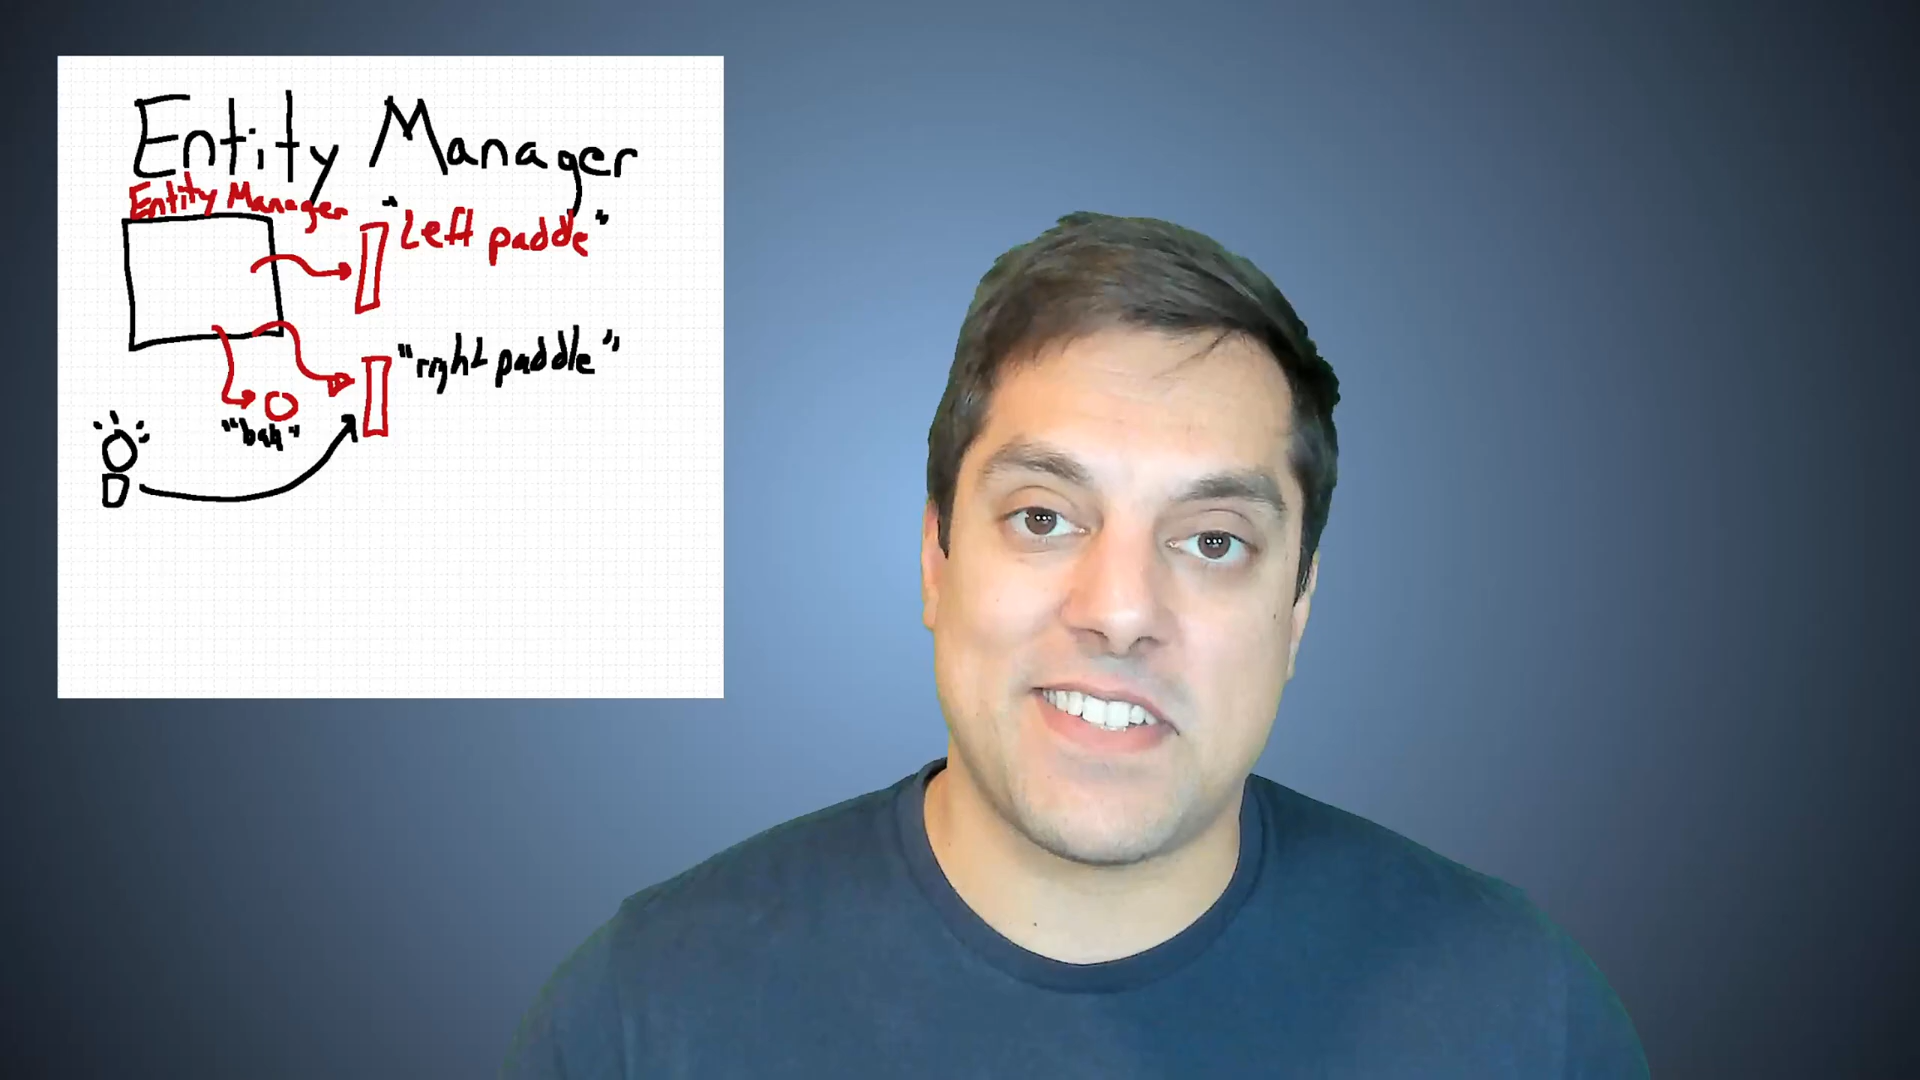 Entity Manager
Entity Manager
"Left paddle"
"right paddle"
"ball"